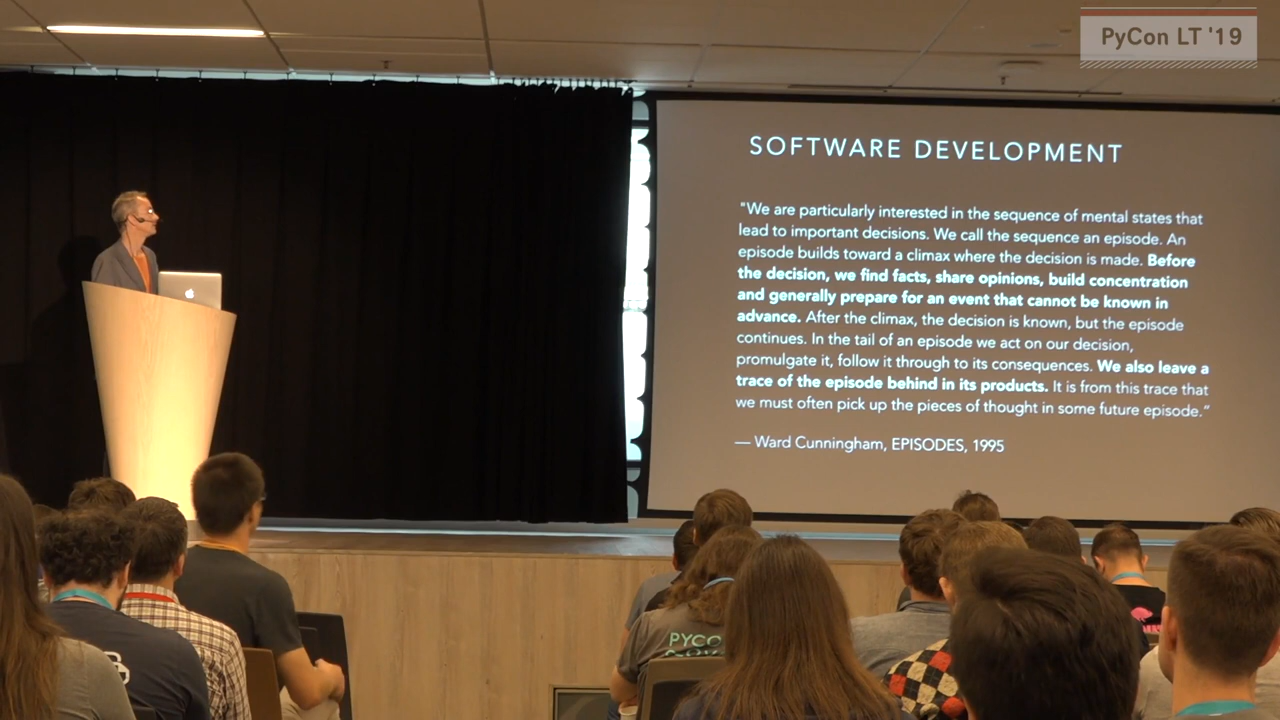 PyCon LT '19
SOFTWARE DEVELOPMENT
"We are particularly interested in the sequence of mental states that
lead to important decisions. We call the sequence an episode. An
episode builds toward a climax where the decision is made. Before
the decision, we find facts, share opinions, build concentration
and generally prepare for an event that cannot be known in
advance. After the climax, the decision is known, but the episode
continues. In the tail of an episode we act on our decision,
promulgate it, follow it through to its consequences. We also leave a
trace of the episode behind in its products. It is from this trace that
we must often pick up the pieces of thought in some future episode."
— Ward Cunningham, EPISODES, 1995
PYCO